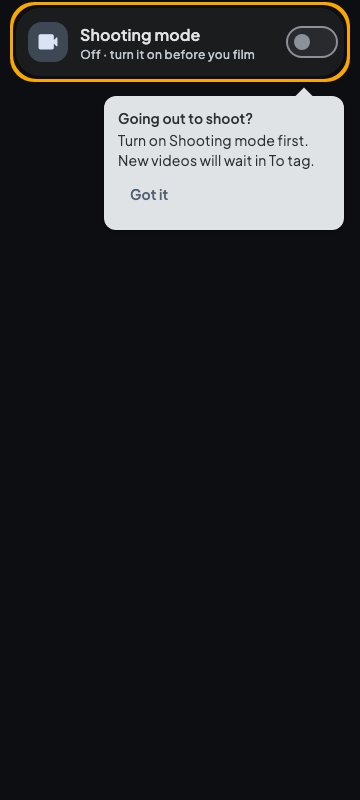 Shooting mode
Off · turn it on before you film
Going out to shoot?
Turn on Shooting mode first.
New videos will wait in To tag.
Got it